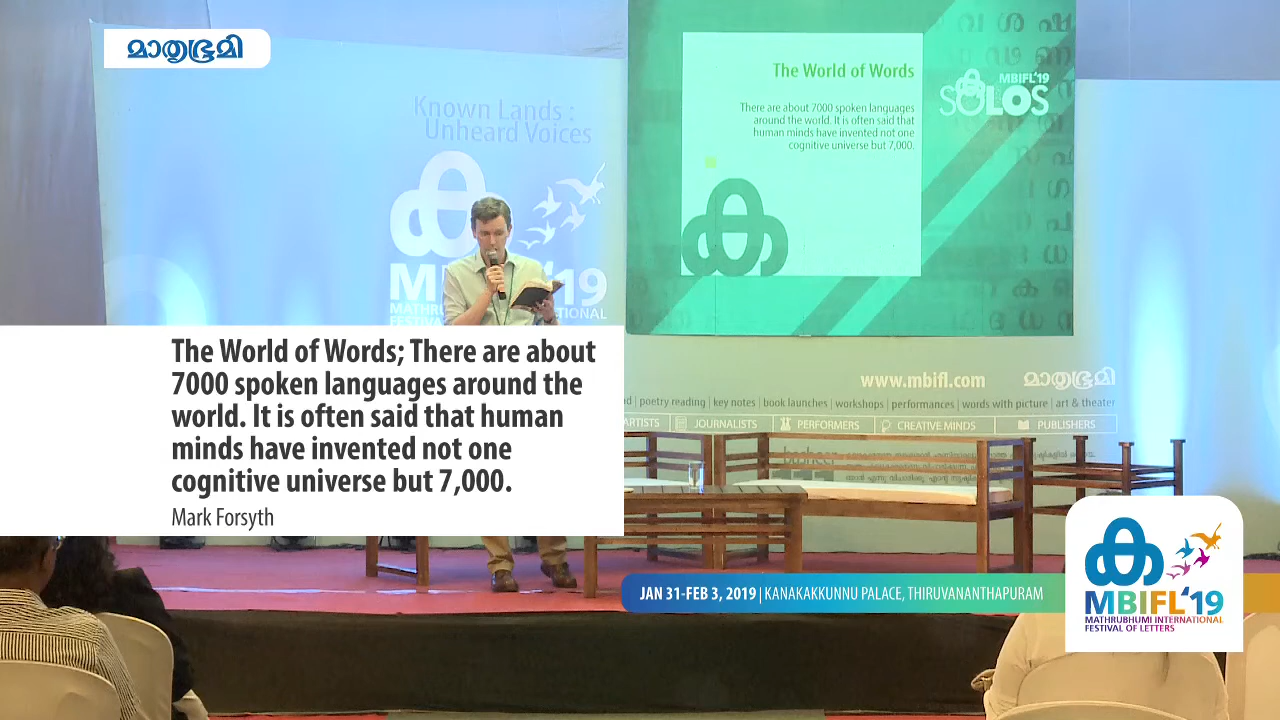 മാതൃഭൂമി
Known Lands :
Unheard Voices
ക
The World of Words
There are about 7000 spoken languages
around the world. It is often said that
human minds have invented not one
cognitive universe but 7,000.
MBIFL'19
SOLOS
വ ശ ഷ
ക
The World of Words; There are about
7000 spoken languages around the
world. It is often said that human
minds have invented not one
cognitive universe but 7,000.
Mark Forsyth
www.mbifl.com
മാതൃഭൂമി
poetry reading | key notes | book launches | workshops | performances | words with picture | art & theater
ARTISTS
JOURNALISTS
PERFORMERS
CREATIVE MINDS
PUBLISHERS
JAN 31-FEB 3, 2019 | KANAKAKKUNNU PALACE, THIRUVANANTHAPURAM
ക
MBIFL'19
MATHRUBHUMI INTERNATIONAL
FESTIVAL OF LETTERS